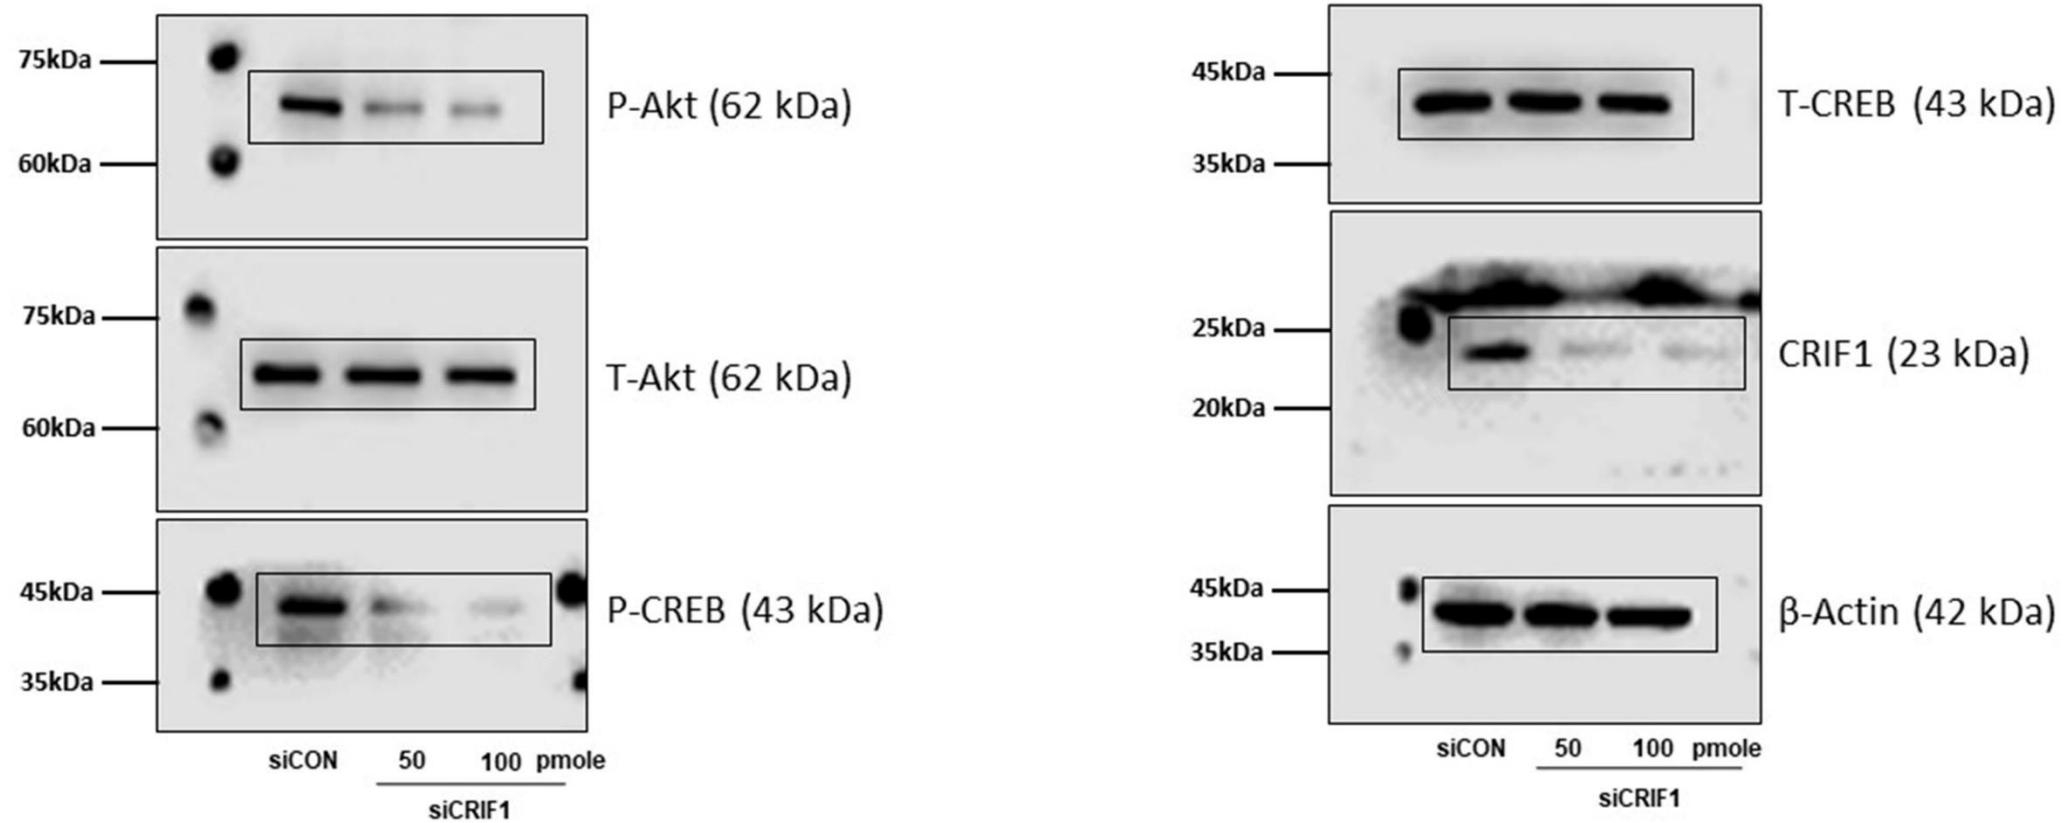 75kDa
60kDa
P-Akt (62 kDa)
75kDa
60kDa
T-Akt (62 kDa)
45kDa
35kDa
P-CREB (43 kDa)
siCON 50 100 pmole
siCRIF1
45kDa
35kDa
T-CREB (43 kDa)
25kDa
20kDa
CRIF1 (23 kDa)
45kDa
35kDa
β-Actin (42 kDa)
siCON 50 100 pmole
siCRIF1